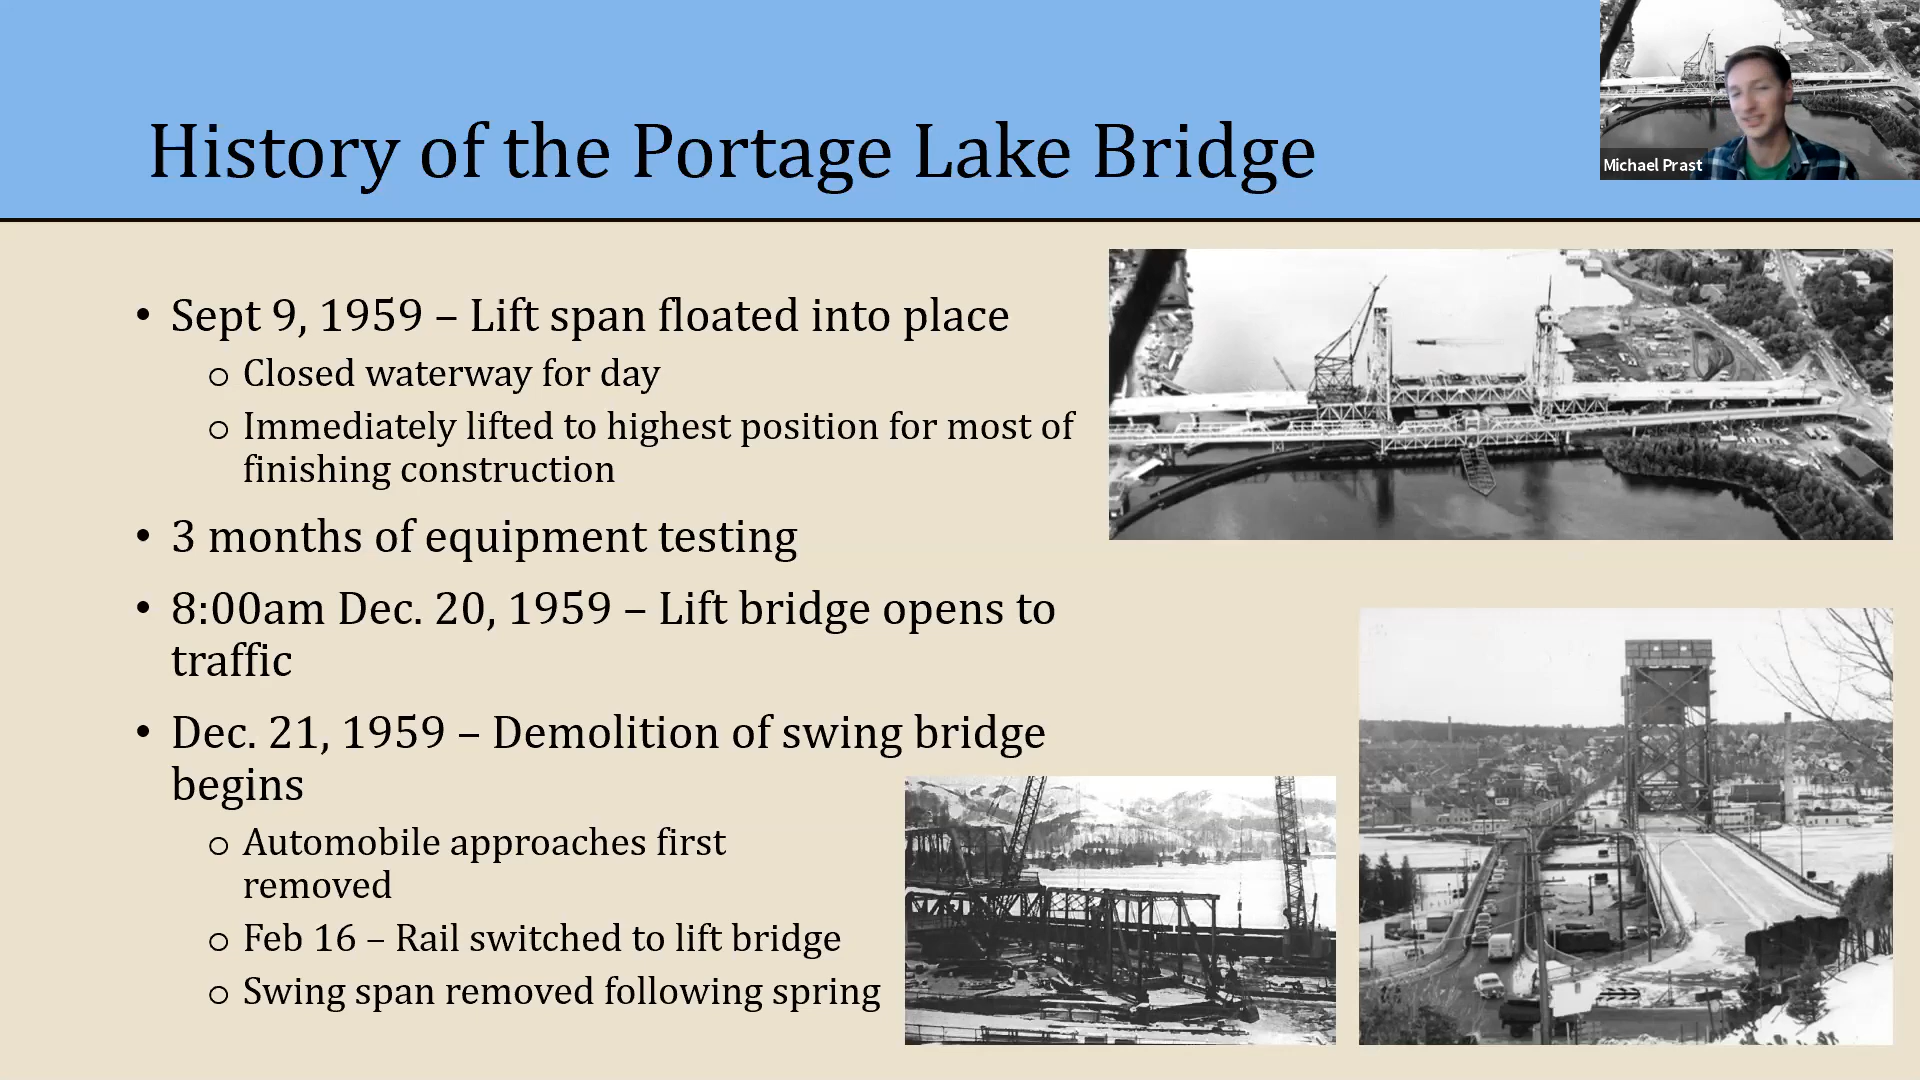 History of the Portage Lake Bridge
Michael Prast
• Sept 9, 1959 – Lift span floated into place
o Closed waterway for day
o Immediately lifted to highest position for most of
finishing construction
• 3 months of equipment testing
• 8:00am Dec. 20, 1959 – Lift bridge opens to
traffic
• Dec. 21, 1959 – Demolition of swing bridge
begins
o Automobile approaches first
removed
o Feb 16 – Rail switched to lift bridge
o Swing span removed following spring